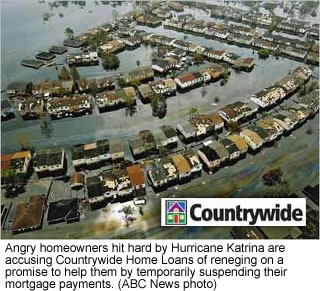 Countrywide
Angry homeowners hit hard by Hurricane Katrina are
accusing Countrywide Home Loans of reneging on a
promise to help them by temporarily suspending their
mortgage payments. (ABC News photo)